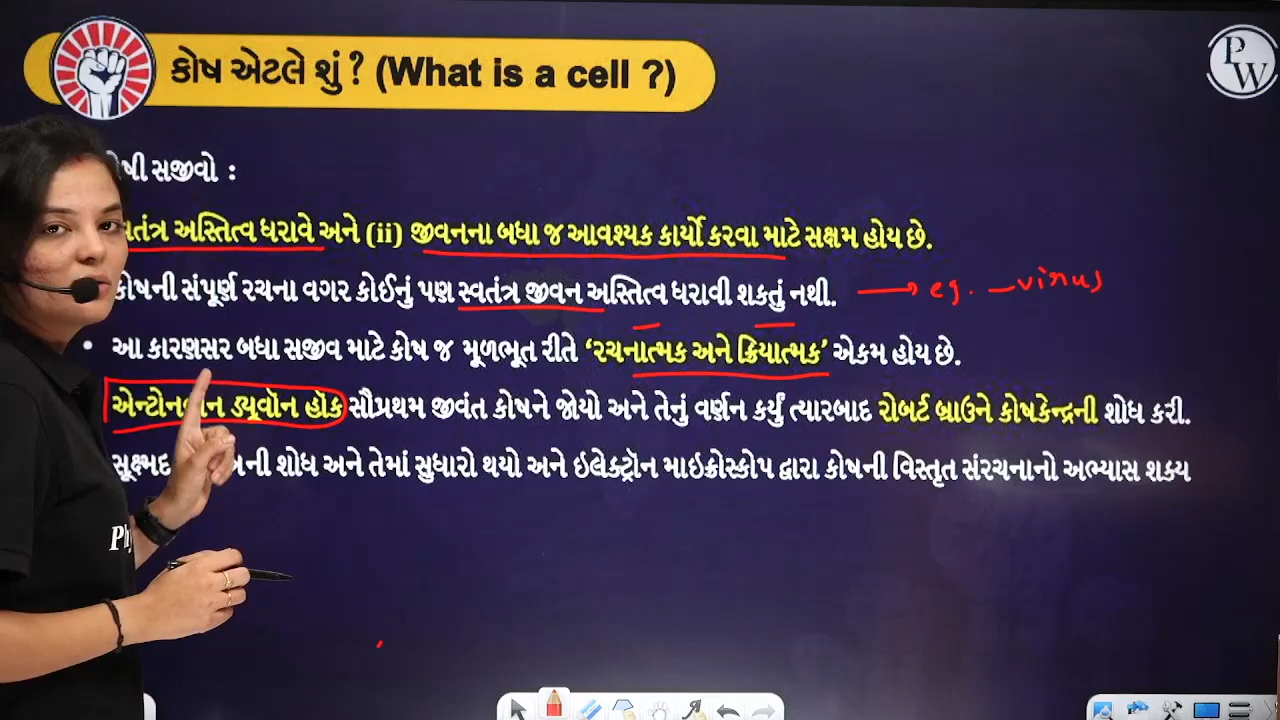 કોષ એટલે શું ? (What is a cell ?)
PW
સજીવો :
અસ્તિત્વ ધરાવે અને (ii) જીવનના બધા જ આવશ્યક કાર્યો કરવા માટે સક્ષમ હોય છે.
કોષની સંપૂર્ણ રચના વગર કોઈનું પણ સ્વતંત્ર જીવન અસ્તિત્વ ધરાવી શકતું નથી. → eg. – virus
• આ કારણસર બધા સજીવ માટે કોષ જ મૂળભૂત રીતે ‘રચનાત્મક અને ક્રિયાત્મક’ એકમ હોય છે.
ડ્યૂવૉન હૉક સૌપ્રથમ જીવંત કોષને જોયો અને તેનું વર્ણન કર્યું ત્યારબાદ રોબર્ટ બ્રાઉને કોષકેન્દ્રની શોધ કરી.
શોધ અને તેમાં સુધારો થયો અને ઇલેક્ટ્રૉન માઇક્રોસ્કોપ દ્વારા કોષની વિસ્તૃત સંરચનાનો અભ્યાસ શક્ય